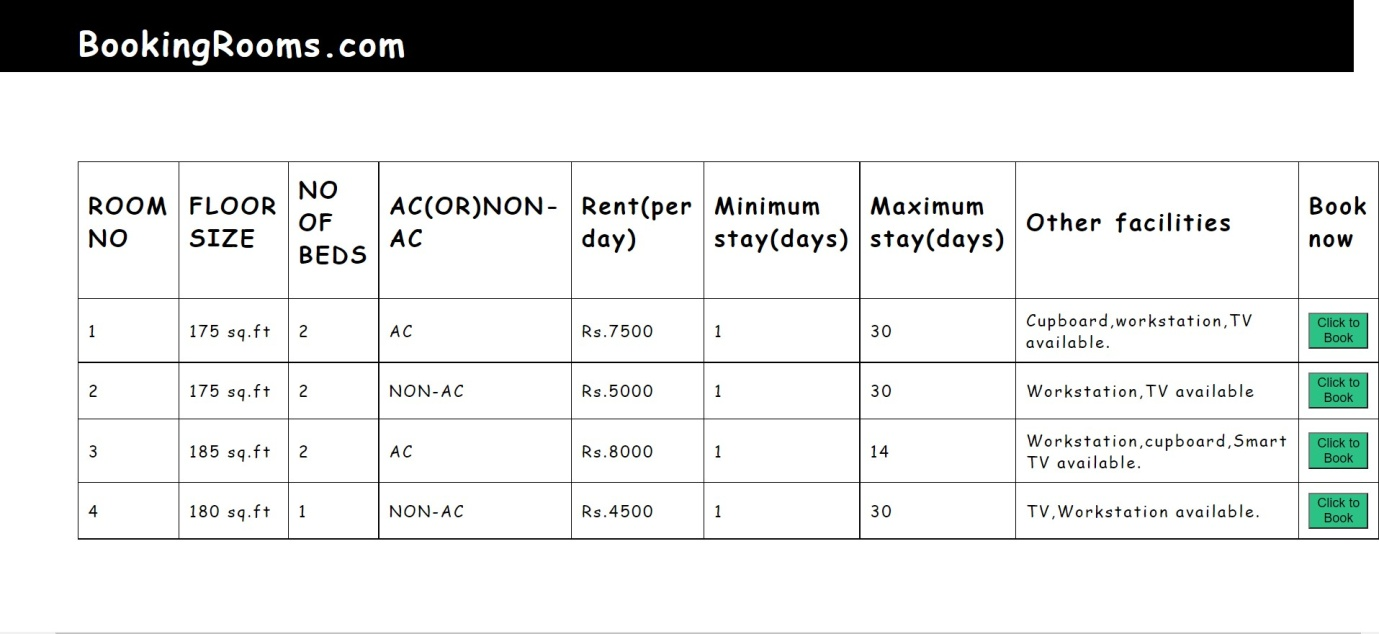 BookingRooms.com
ROOM NO FLOOR SIZE NO OF BEDS AC(OR)NON-AC Rent(per day) Minimum stay(days) Maximum stay(days) Other facilities Book now
1 175 sq.ft 2 AC Rs.7500 1 30 Cupboard,workstation,TV available. Click to Book
2 175 sq.ft 2 NON-AC Rs.5000 1 30 Workstation,TV available Click to Book
3 185 sq.ft 2 AC Rs.8000 1 14 Workstation,cupboard,Smart TV available. Click to Book
4 180 sq.ft 1 NON-AC Rs.4500 1 30 TV,Workstation available. Click to Book